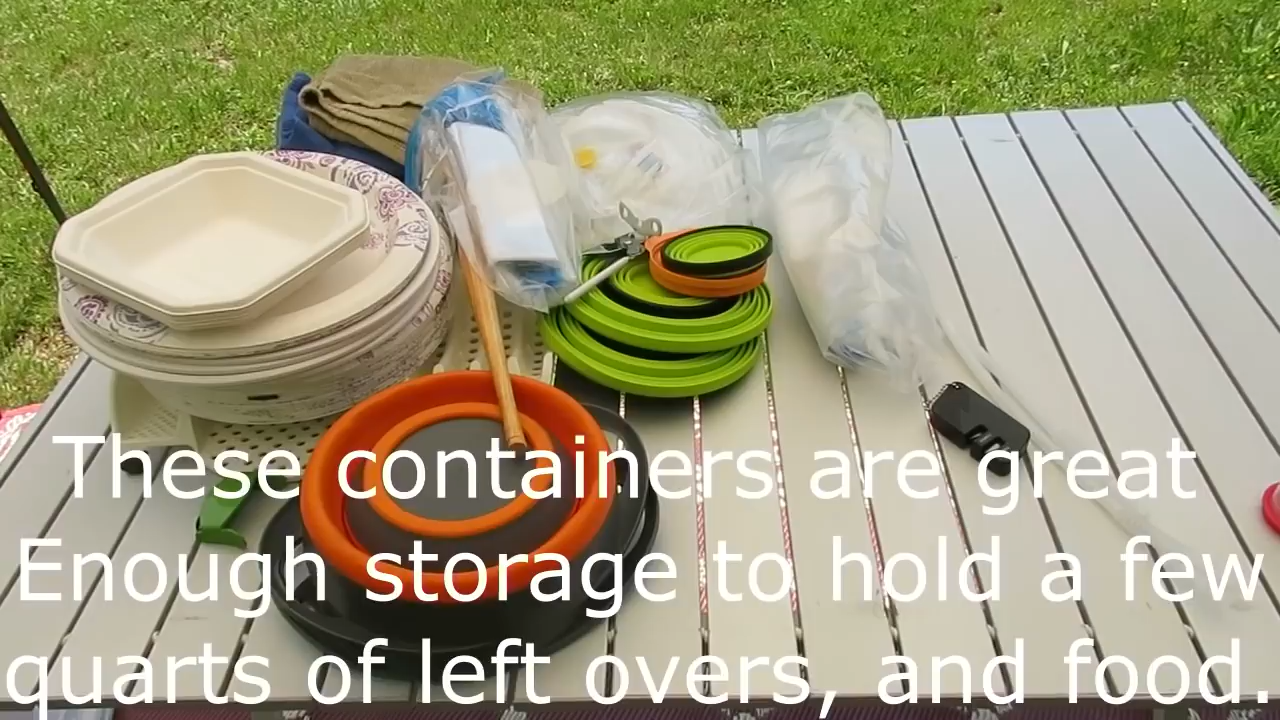 These containers are great
Enough storage to hold a few
quarts of left overs, and food.